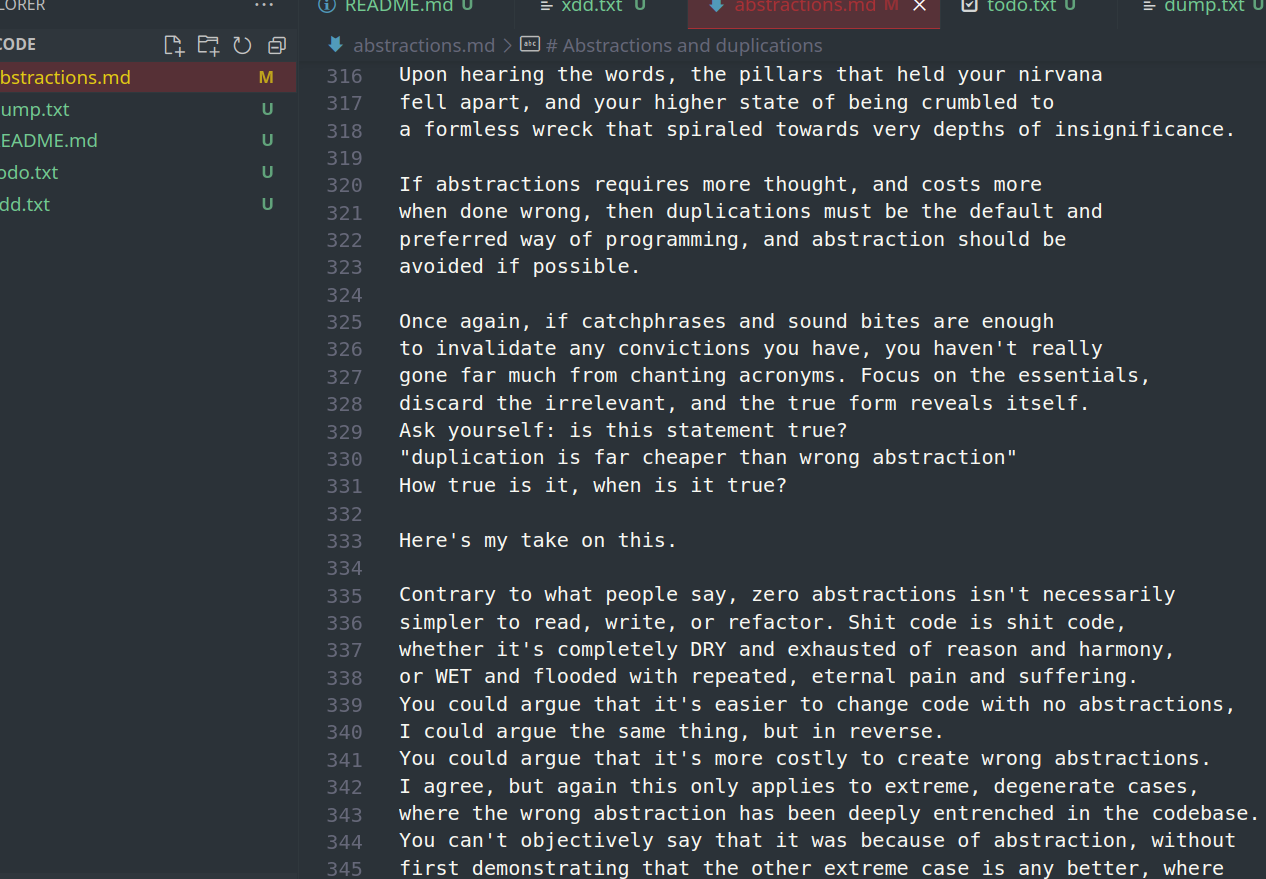 LORER ···
README.md U
xdd.txt U
abstractions.md M
todo.txt U
dump.txt U
CODE
abstractions.md > # Abstractions and duplications
bstractions.md M
ump.txt U
EADME.md U
odo.txt U
dd.txt U
316 Upon hearing the words, the pillars that held your nirvana
317 fell apart, and your higher state of being crumbled to
318 a formless wreck that spiraled towards very depths of insignificance.
319
320 If abstractions requires more thought, and costs more
321 when done wrong, then duplications must be the default and
322 preferred way of programming, and abstraction should be
323 avoided if possible.
324
325 Once again, if catchphrases and sound bites are enough
326 to invalidate any convictions you have, you haven't really
327 gone far much from chanting acronyms. Focus on the essentials,
328 discard the irrelevant, and the true form reveals itself.
329 Ask yourself: is this statement true?
330 "duplication is far cheaper than wrong abstraction"
331 How true is it, when is it true?
332
333 Here's my take on this.
334
335 Contrary to what people say, zero abstractions isn't necessarily
336 simpler to read, write, or refactor. Shit code is shit code,
337 whether it's completely DRY and exhausted of reason and harmony,
338 or WET and flooded with repeated, eternal pain and suffering.
339 You could argue that it's easier to change code with no abstractions,
340 I could argue the same thing, but in reverse.
341 You could argue that it's more costly to create wrong abstractions.
342 I agree, but again this only applies to extreme, degenerate cases,
343 where the wrong abstraction has been deeply entrenched in the codebase.
344 You can't objectively say that it was because of abstraction, without
345 first demonstrating that the other extreme case is any better, where